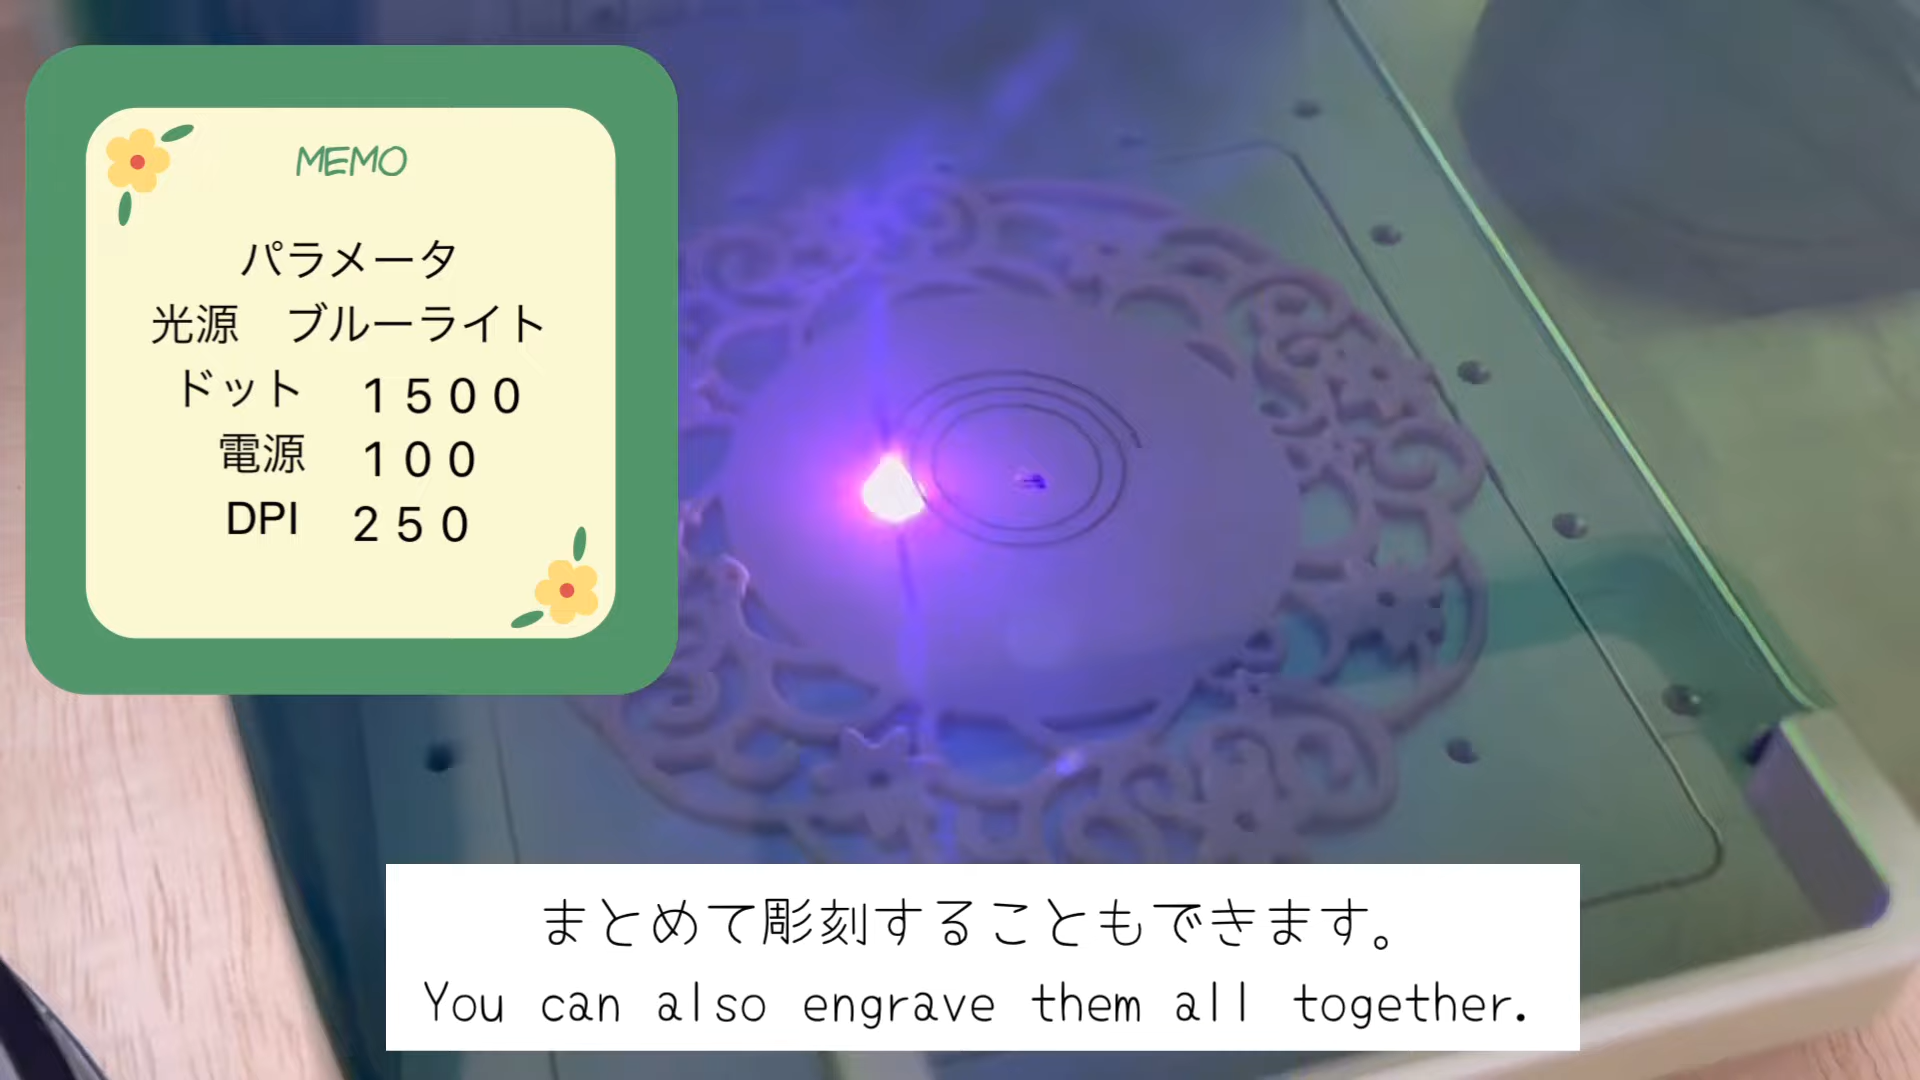 MEMO
パラメータ
光源　ブルーライト
ドット　１５００
電源　１００
DPI　２５０
まとめて彫刻することもできます。
You can also engrave them all together.